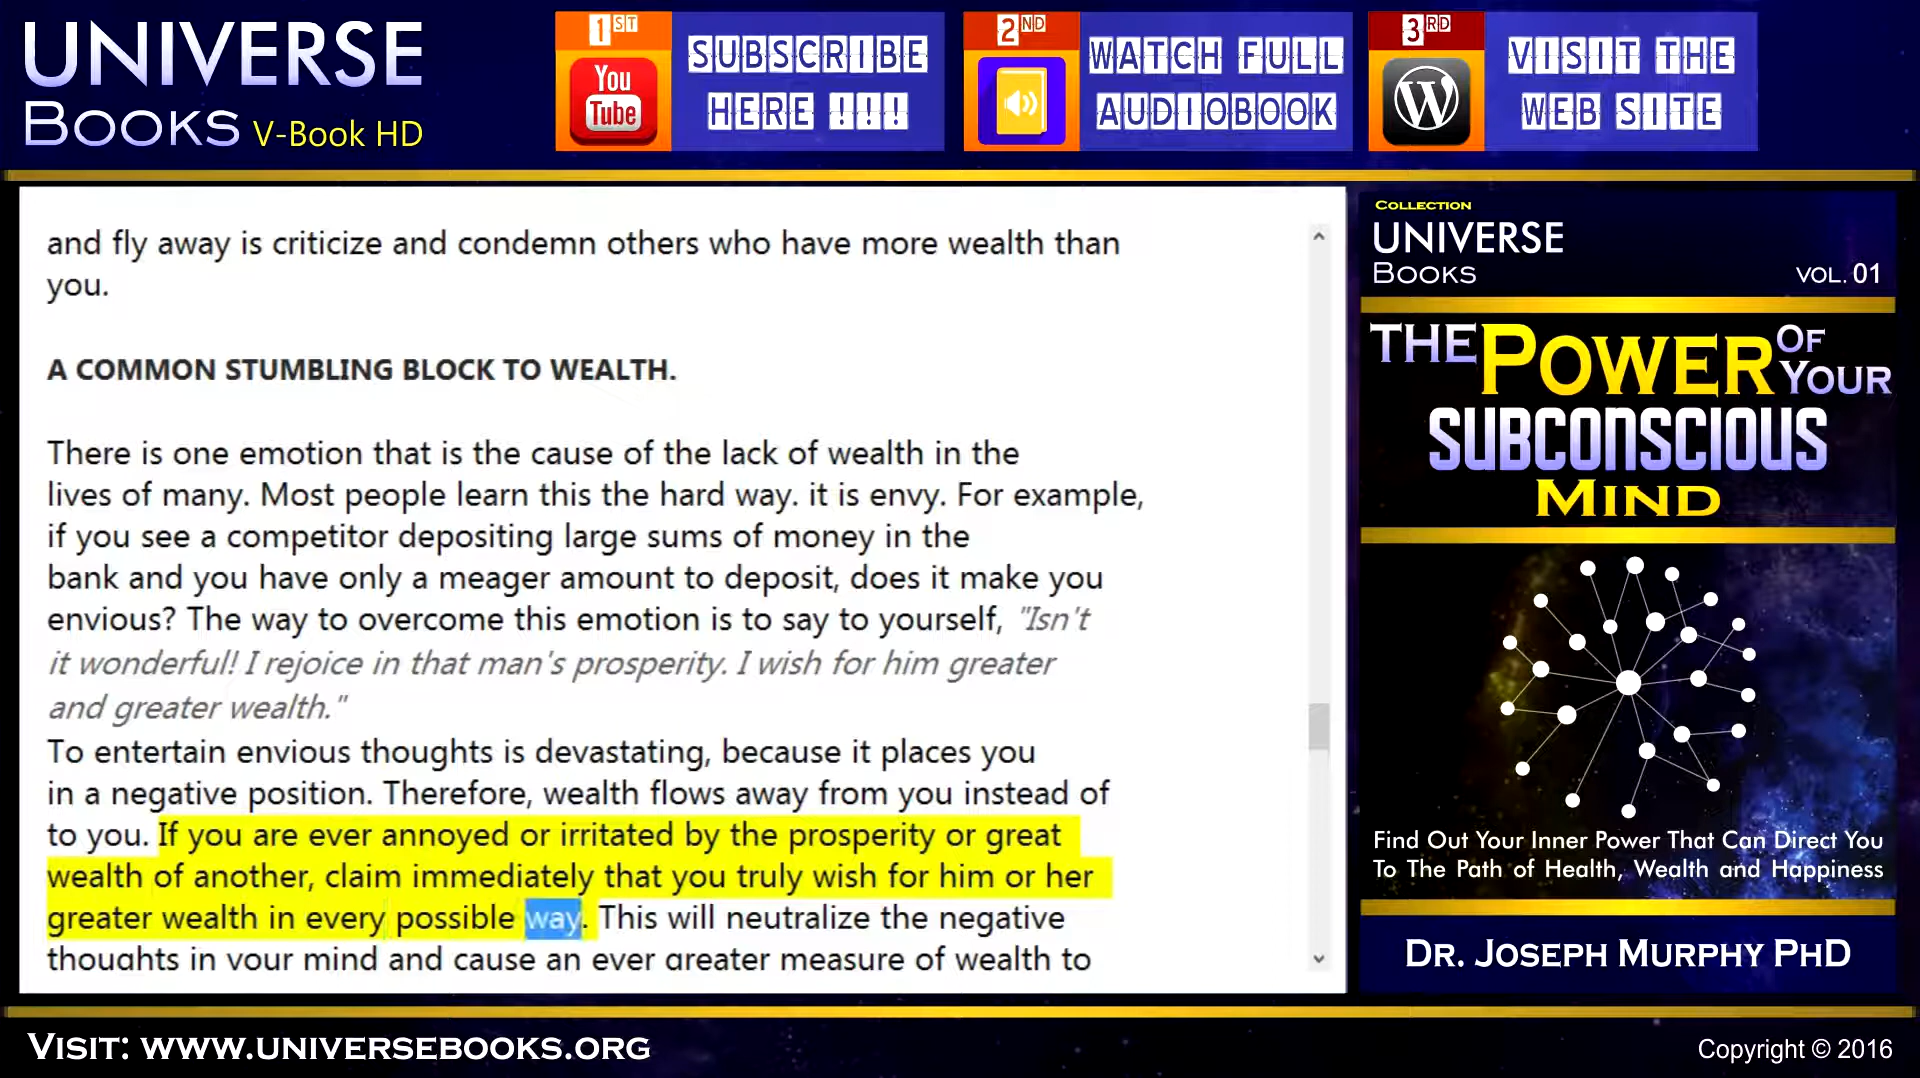 UNIVERSE
BOOKS V-Book HD
1ST
You
Tube
SUBSCRIBE
HERE !!!
2ND
WATCH FULL
AUDIOBOOK
3RD
VISIT THE
WEB SITE
and fly away is criticize and condemn others who have more wealth than
you.
A COMMON STUMBLING BLOCK TO WEALTH.
There is one emotion that is the cause of the lack of wealth in the
lives of many. Most people learn this the hard way. it is envy. For example,
if you see a competitor depositing large sums of money in the
bank and you have only a meager amount to deposit, does it make you
envious? The way to overcome this emotion is to say to yourself, "Isn't
it wonderful! I rejoice in that man's prosperity. I wish for him greater
and greater wealth."
To entertain envious thoughts is devastating, because it places you
in a negative position. Therefore, wealth flows away from you instead of
to you. If you are ever annoyed or irritated by the prosperity or great
wealth of another, claim immediately that you truly wish for him or her
greater wealth in every possible way. This will neutralize the negative
thoughts in your mind and cause an ever greater measure of wealth to
COLLECTION
UNIVERSE
BOOKS
VOL. 01
THE POWER OF YOUR
SUBCONSCIOUS
MIND
Find Out Your Inner Power That Can Direct You
To The Path of Health, Wealth and Happiness
DR. JOSEPH MURPHY PHD
VISIT: WWW.UNIVERSEBOOKS.ORG
Copyright © 2016